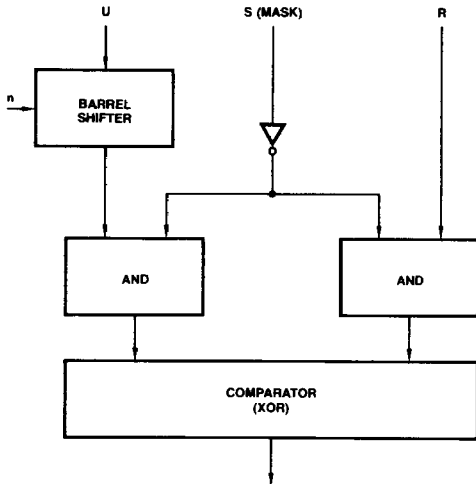 U
S (MASK)
R
n
BARREL
SHIFTER
AND
AND
COMPARATOR
(XOR)